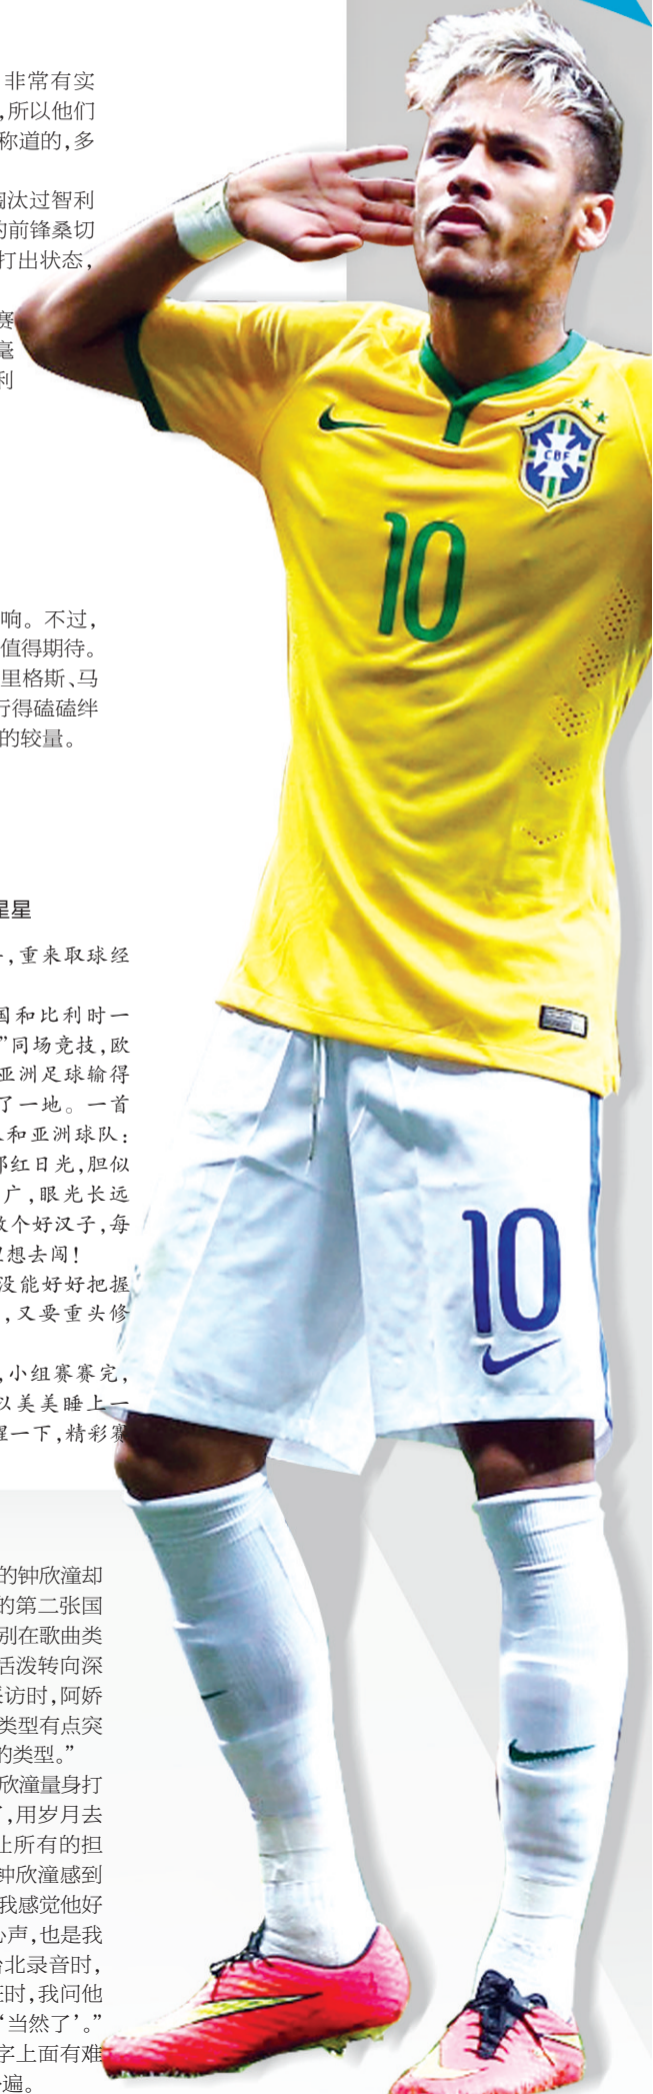 非常有实
,所以他们
称道的,多
淘汰过智利
的前锋桑切
打出状态,
赛
毫
利
响。不过,
值得期待。
里格斯、马
行得磕磕绊
的较量。
星星
,重来取球经
国和比利时一
”同场竞技,欧
亚洲足球输得
了一地。一首
和亚洲球队:
那红日光,胆似
广,眼光长远
做个好汉子,每
想去闯!
没能好好把握
,又要重头修
,小组赛赛完,
以美美睡上一
醒一下,精彩赛
的钟欣潼却
的第二张国
别在歌曲类
活泼转向深
采访时,阿娇
类型有点突
的类型。”
欣潼量身打
,用岁月去
让所有的担
钟欣潼感到
我感觉他好
心声,也是我
台北录音时,
时,我问他
‘当然了’。”
字上面有难
遍。
CBF
10
10